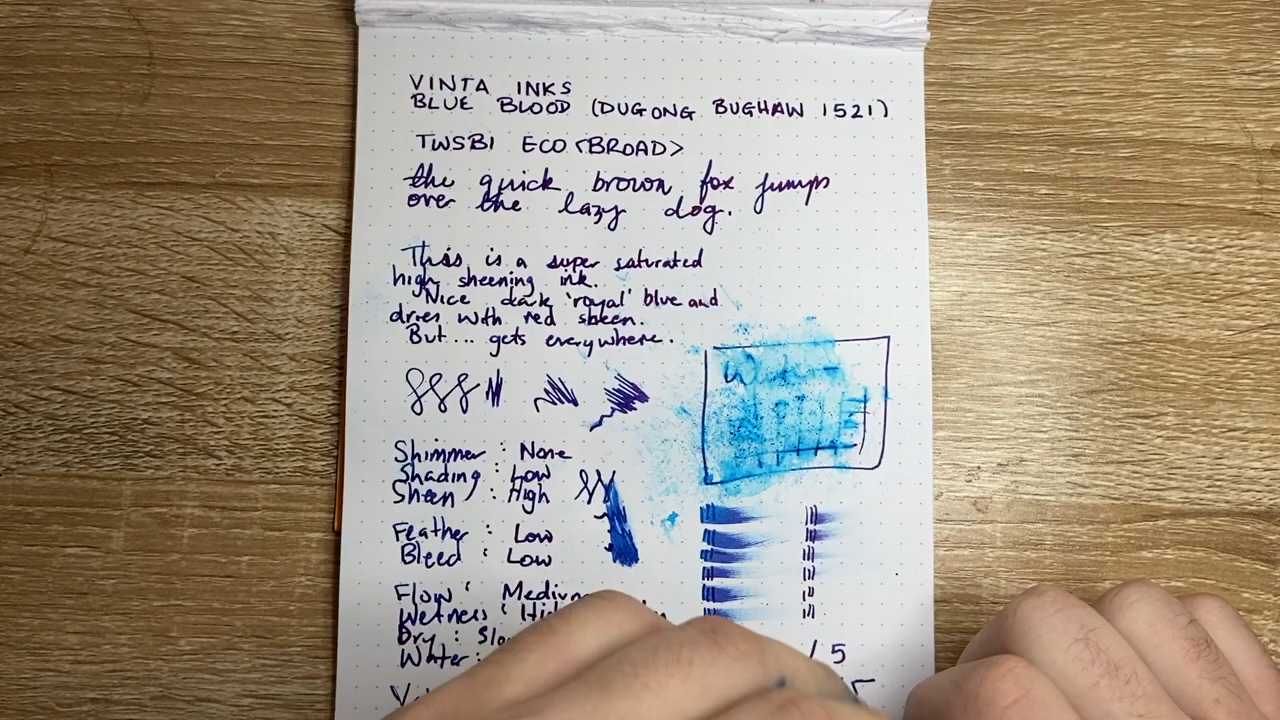 VINTA INKS
BLUE BLOOD (DUGONG BUGHAW 1521)
TWSBI ECO <BROAD>
the quick brown fox jumps
over the lazy dog.
This is a super saturated
high sheening ink.
Nice dark 'royal' blue and
dries with red sheen.
But... gets everywhere.
Water
Shimmer : None
Shading : Low
Sheen : High
Feather : Low
Bleed : Low
Flow : Medium
Wetness :
Dry :
Water :
/ 5